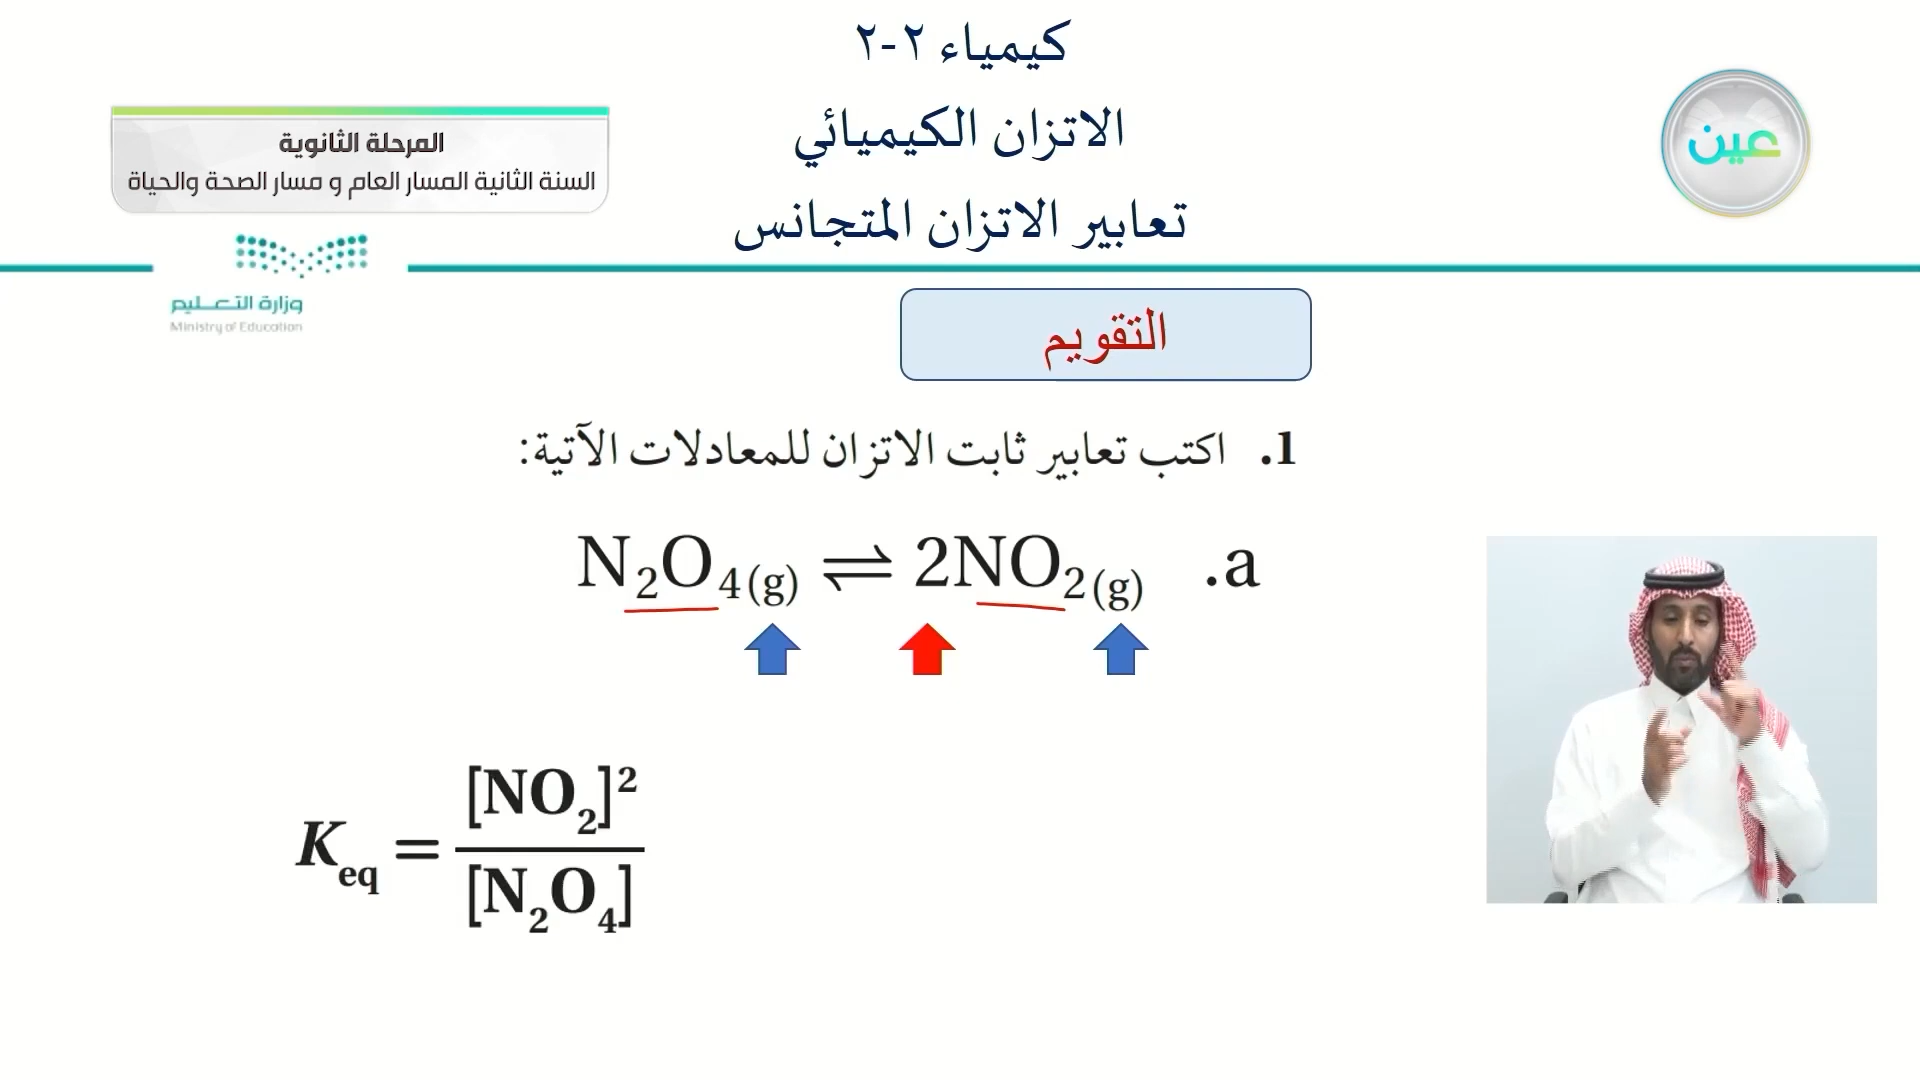 كيمياء ٢-٢
الاتزان الكيميائي
تعابير الاتزان المتجانس
عين
المرحلة الثانوية
السنة الثانية المسار العام و مسار الصحة والحياة
وزارة التعليم
Ministry of Education
التقويم
1. اكتب تعابير ثابت الاتزان للمعادلات الآتية:
N₂O₄(g) ⇌ 2NO₂(g) .a
K_eq = [NO₂]² / [N₂O₄]